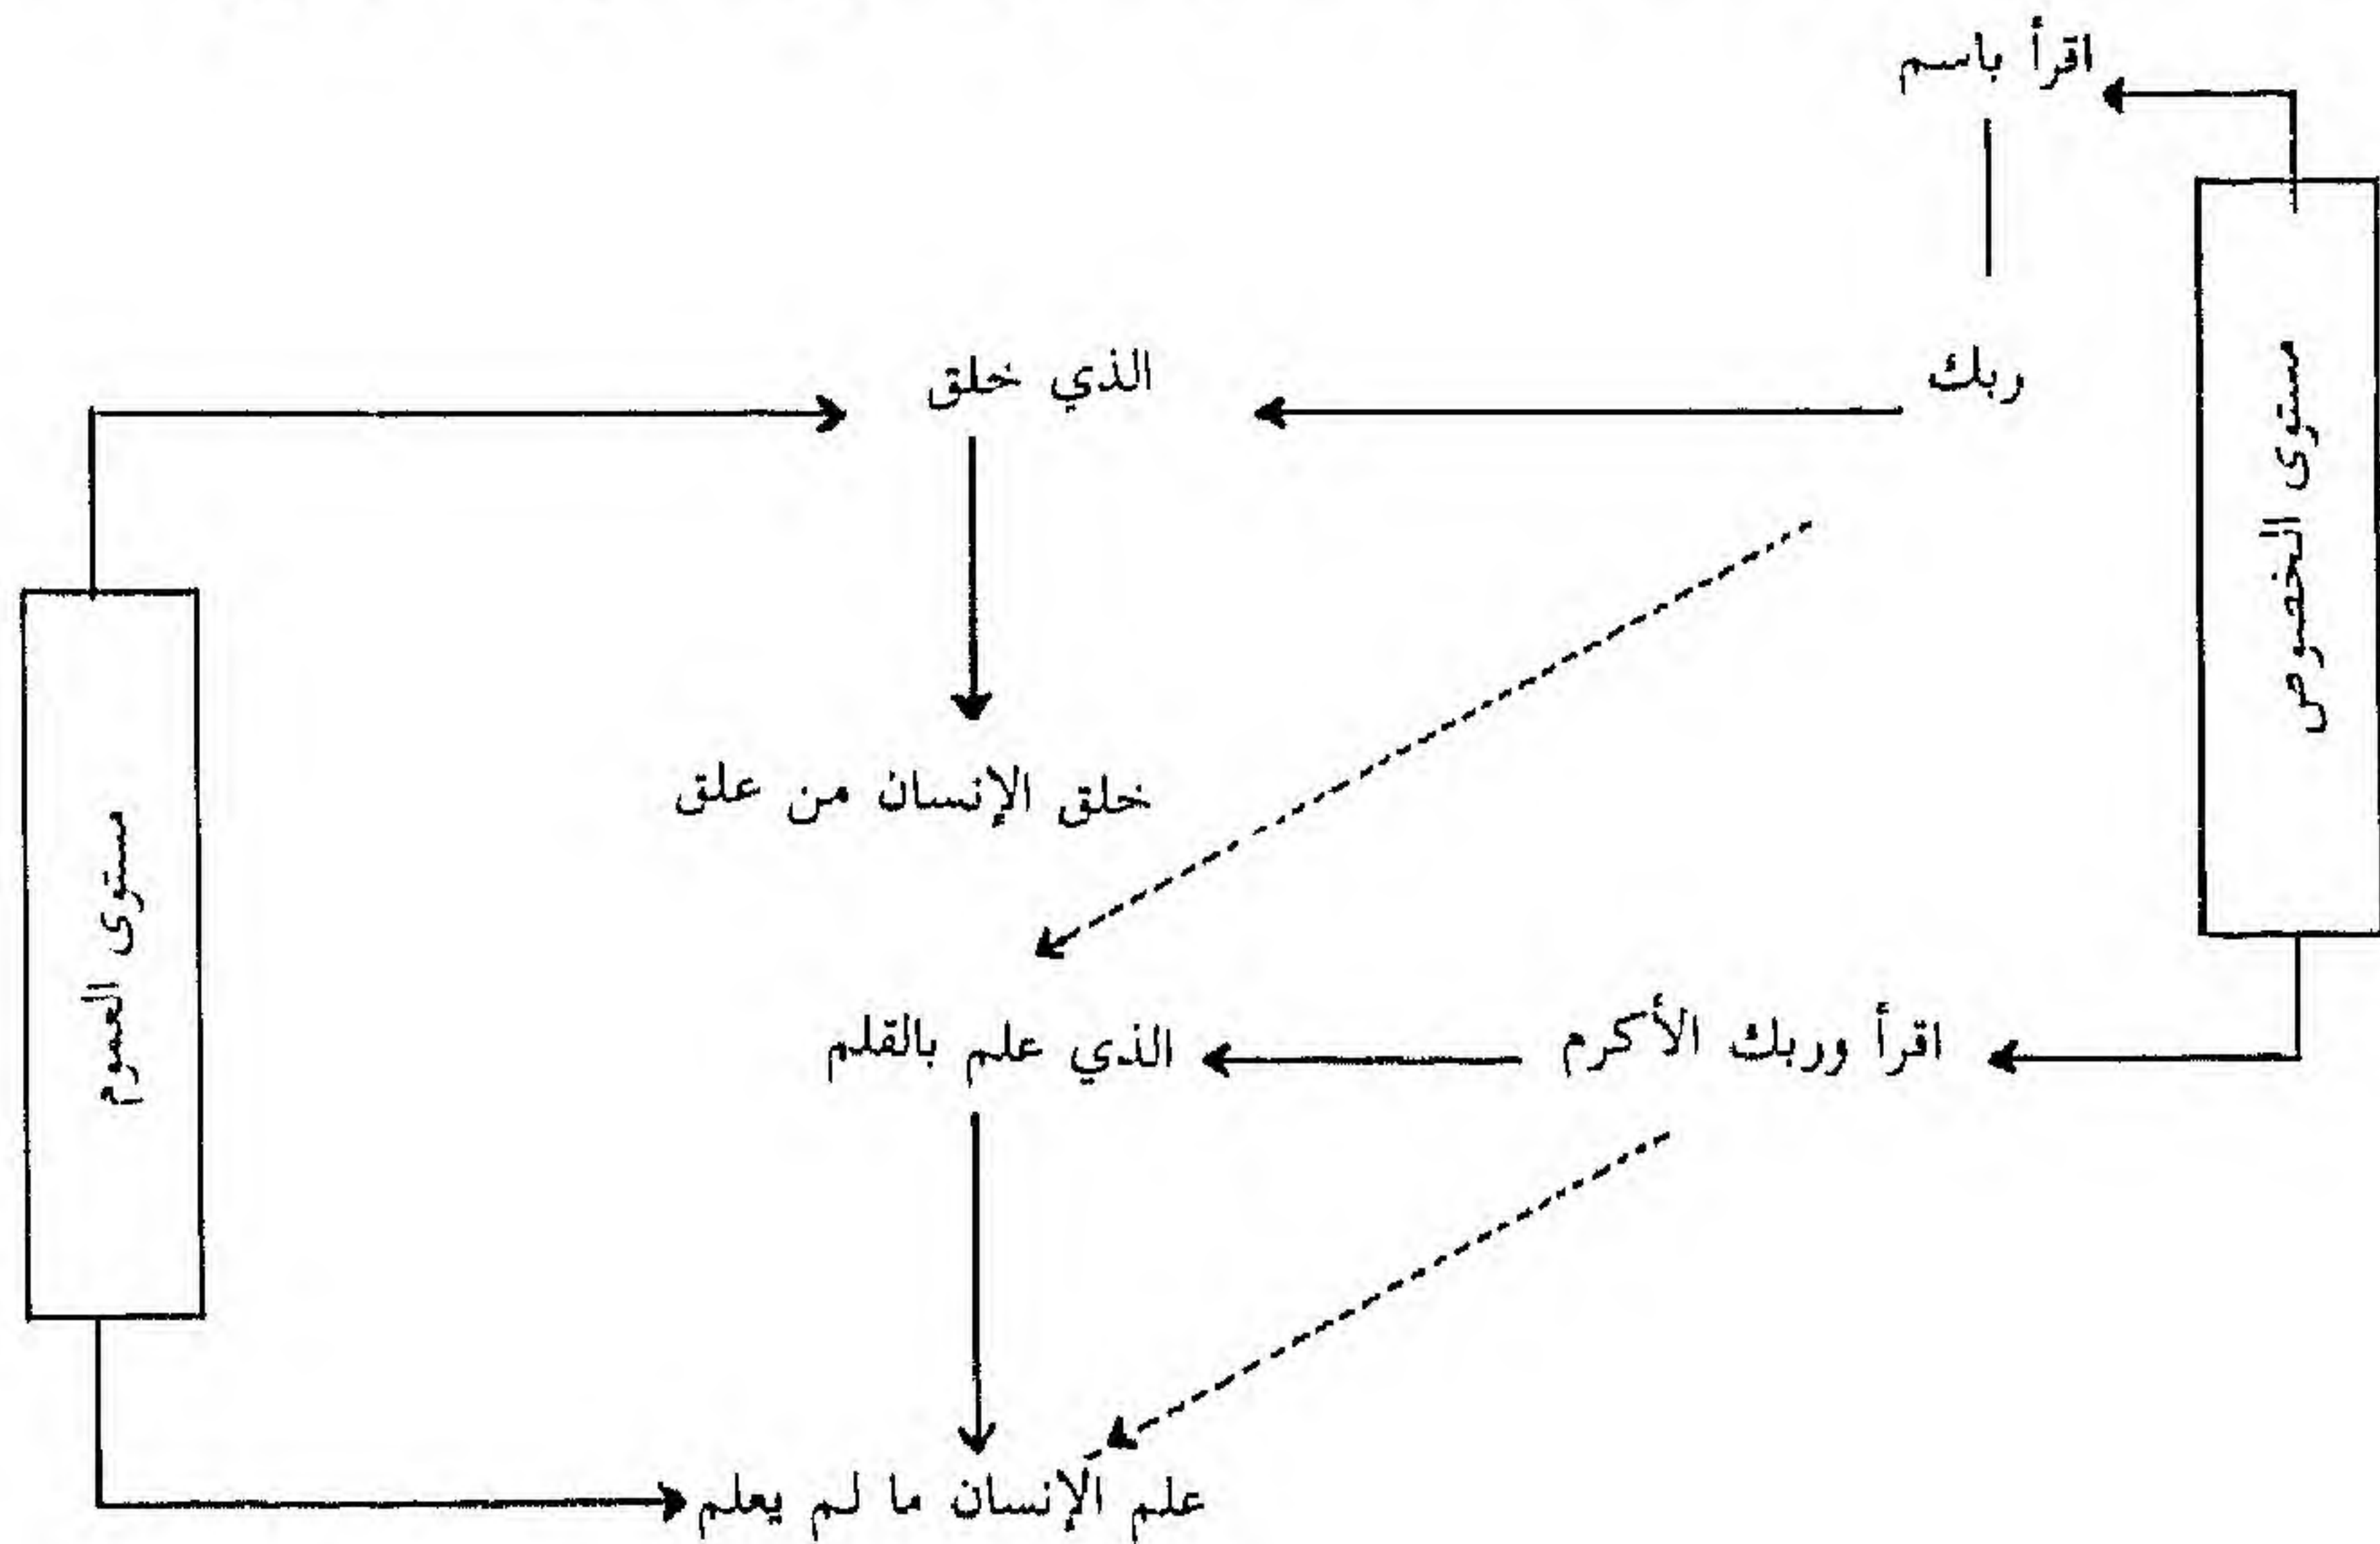 اقرأ باسم
ربك
الذي خلق
مستوى الخصوص
خلق الإنسان من علق
مستوى العموم
اقرأ وربك الأكرم
الذي علم بالقلم
علم الإنسان ما لم يعلم